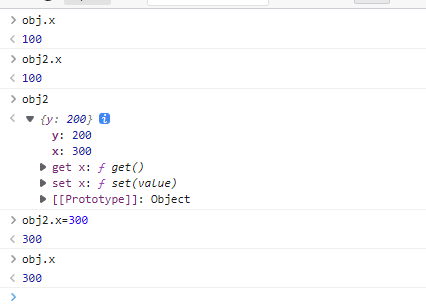 obj.x
100
obj2.x
100
obj2
{y: 200} i
y: 200
x: 300
get x: ƒ get()
set x: ƒ set(value)
[[Prototype]]: Object
obj2.x=300
300
obj.x
300